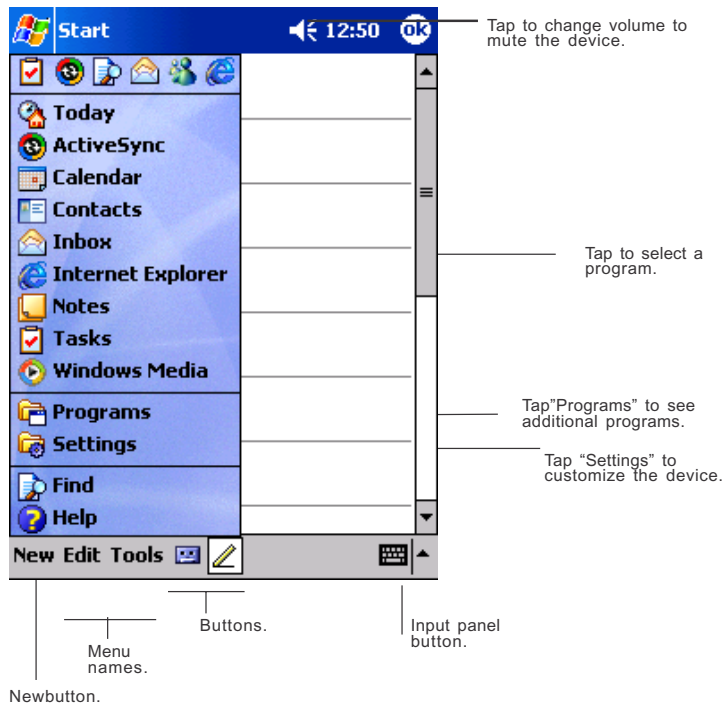 Start 12:50 ok
Tap to change volume to
mute the device.
Today
ActiveSync
Calendar
Contacts
Inbox
Internet Explorer
Notes
Tasks
Windows Media
Programs
Settings
Find
Help
Tap to select a
program.
Tap"Programs" to see
additional programs.
Tap “Settings” to
customize the device.
New Edit Tools
Buttons.
Input panel
button.
Menu
names.
Newbutton.